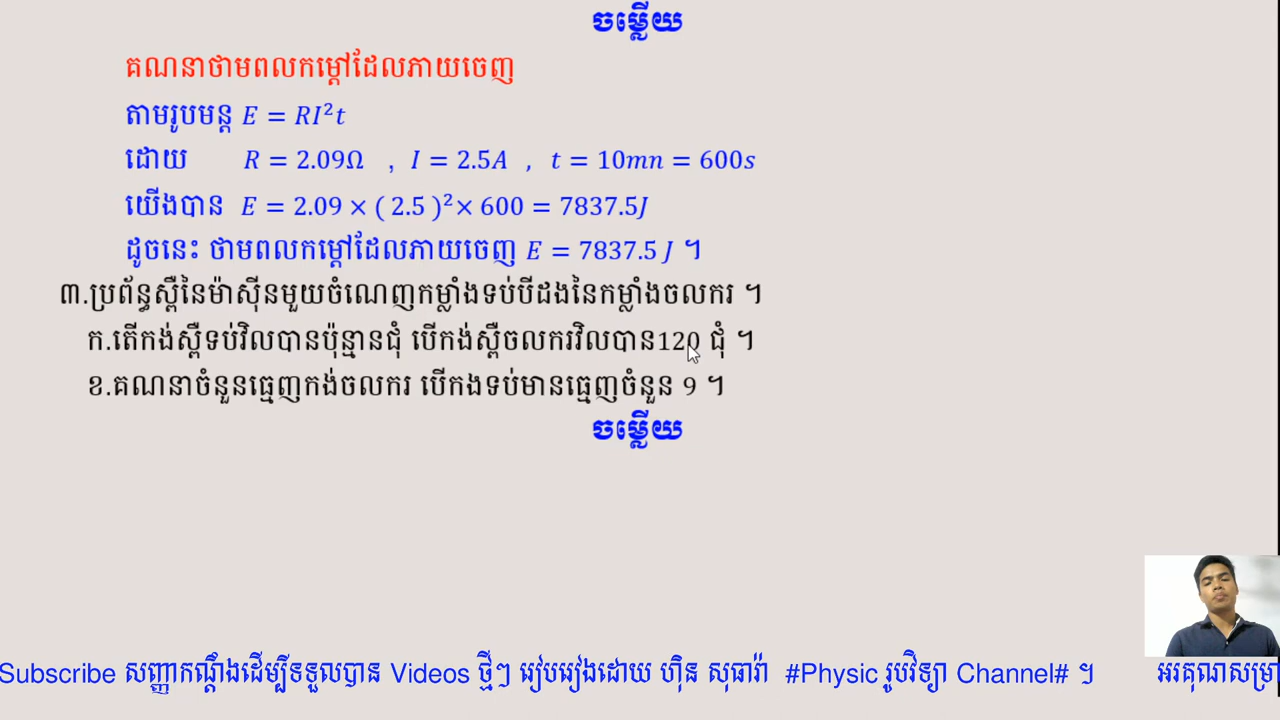 ចម្លើយ
គណនាថាមពលកម្ដៅដែលភាយចេញ
តាមរូបមន្ត E = RI²t
ដោយ R = 2.09Ω , I = 2.5A , t = 10mn = 600s
យើងបាន E = 2.09 × ( 2.5 )² × 600 = 7837.5J
ដូចនេះ ថាមពលកម្ដៅដែលភាយចេញ E = 7837.5 J ។
៣.ប្រព័ន្ធស្ពឺនៃម៉ាស៊ីនមួយចំណេញកម្លាំងទប់បីដងនៃកម្លាំងចលករ ។
ក.តើកង់ស្ពឺទប់វិលបានប៉ុន្មានជុំ បើកង់ស្ពឺចលករវិលបាន120 ជុំ ។
ខ.គណនាចំនួនធ្មេញកង់ចលករ បើកងទប់មានធ្មេញចំនួន 9 ។
ចម្លើយ
Subscribe សញ្ញាកណ្ដឹងដើម្បីទទួលបាន Videos ថ្មីៗ រៀបរៀងដោយ ហ៊ិន សុធារ៉ា #Physic រូបវិទ្យា Channel# ។ អរគុណសម្រា